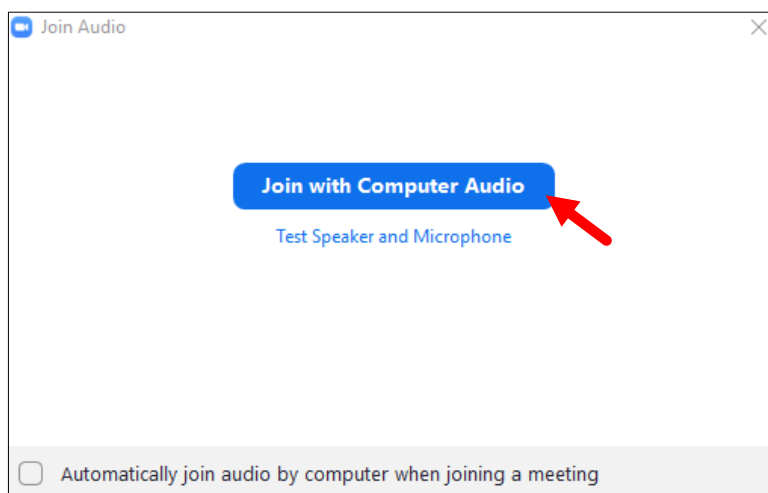 Join Audio
Join with Computer Audio
Test Speaker and Microphone
Automatically join audio by computer when joining a meeting